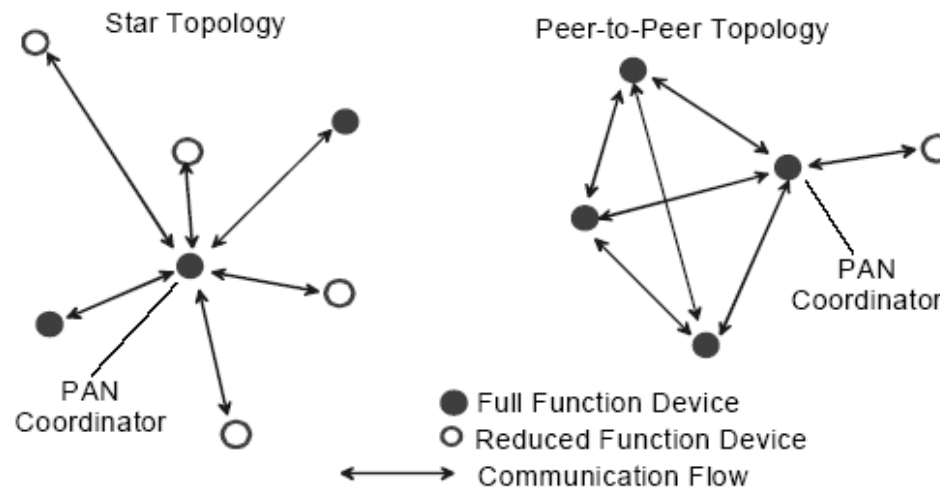 Star Topology
Peer-to-Peer Topology
PAN
Coordinator
PAN
Coordinator
Full Function Device
Reduced Function Device
Communication Flow